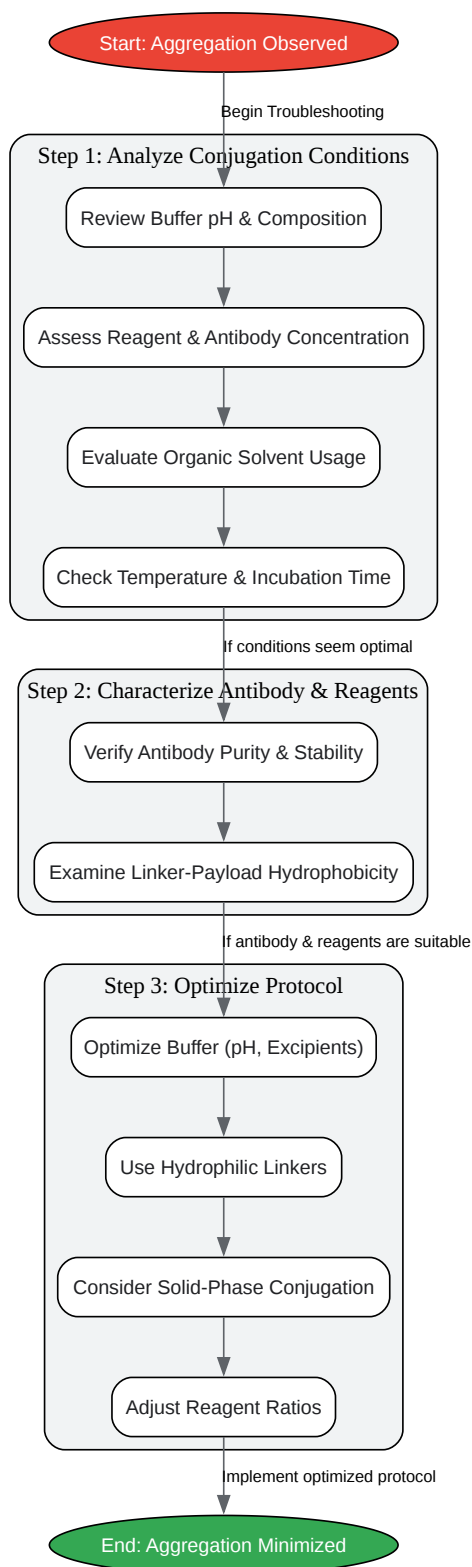 Start: Aggregation Observed
Begin Troubleshooting
Step 1: Analyze Conjugation Conditions
Review Buffer pH & Composition
Assess Reagent & Antibody Concentration
Evaluate Organic Solvent Usage
Check Temperature & Incubation Time
If conditions seem optimal
Step 2: Characterize Antibody & Reagents
Verify Antibody Purity & Stability
Examine Linker-Payload Hydrophobicity
If antibody & reagents are suitable
Step 3: Optimize Protocol
Optimize Buffer (pH, Excipients)
Use Hydrophilic Linkers
Consider Solid-Phase Conjugation
Adjust Reagent Ratios
Implement optimized protocol
End: Aggregation Minimized